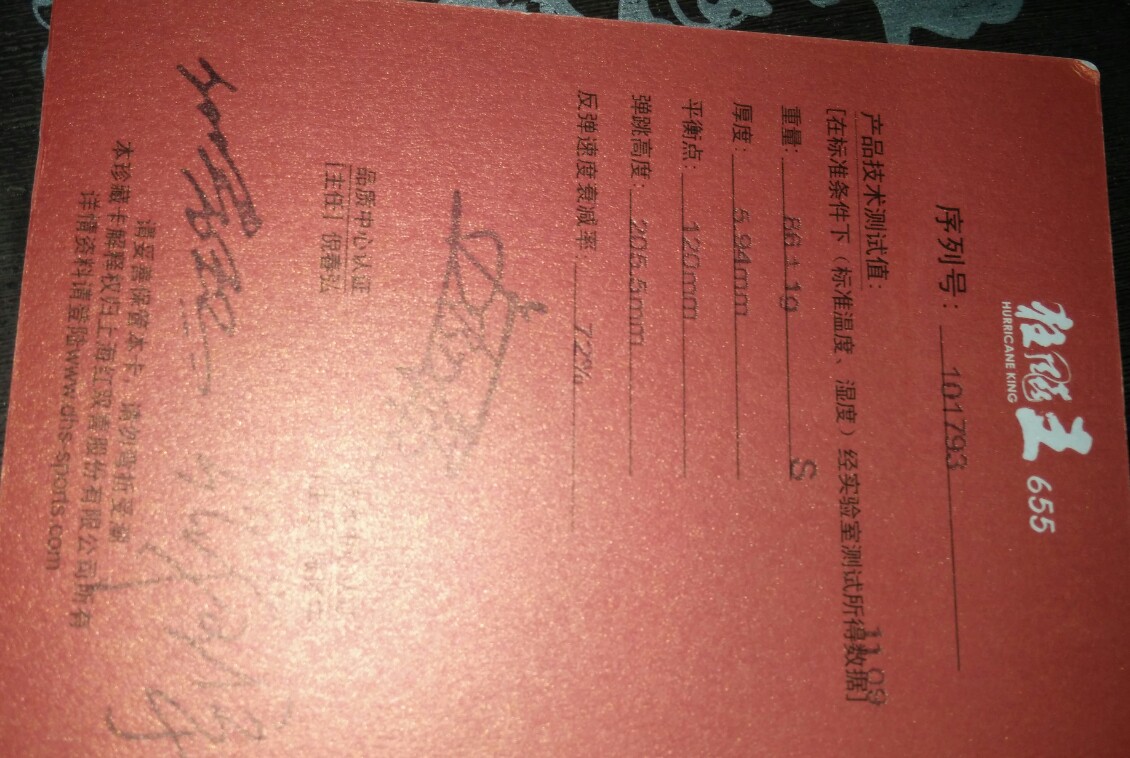 狂飚王 655
HURRICANE KING
序列号：101793
产品技术测试值：
[在标准条件下（标准温度、湿度）经实验室测试所得数据]
1109
重量：86.1.1g S
厚度：5.94mm
平衡点：120mm
弹跳高度：205.5mm
反弹速度衰减率：72%
品质中心认证
[主任] 倪春弘
请妥善保管本卡，请勿弯折受潮
本珍藏卡解释权归上海红双喜股份有限公司所有
详情资料请登陆www.dhs-sports.com